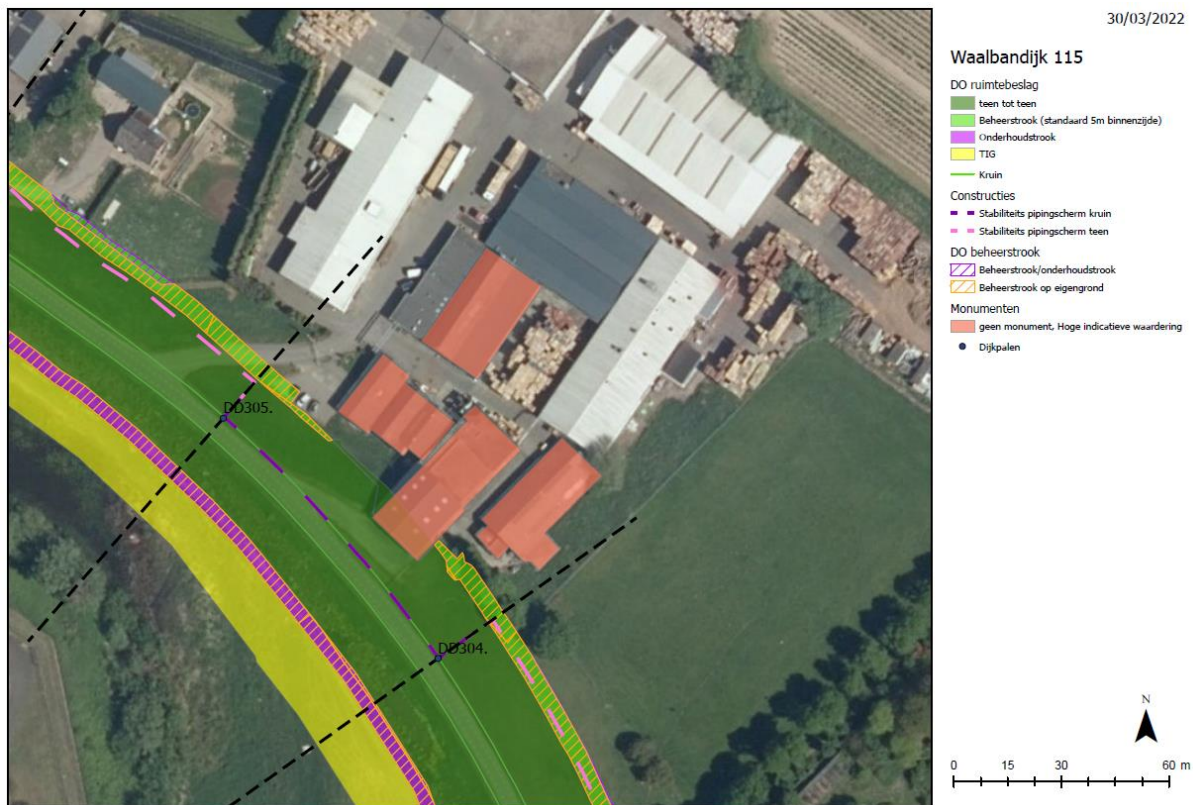 30/03/2022
Waalbandijk 115
DO ruimtebeslag
teen tot teen
Beheerstrook (standaard 5m binnenzijde)
Onderhoudstrook
TIG
Kruin
Constructies
Stabiliteits pipingscherm kruin
Stabiliteits pipingscherm teen
DO beheerstrook
Beheerstrook/onderhoudstrook
Beheerstrook op eigengrond
Monumenten
geen monument, Hoge indicatieve waardering
Dijkpalen
DD305.
DD304.
N
0 15 30 60 m